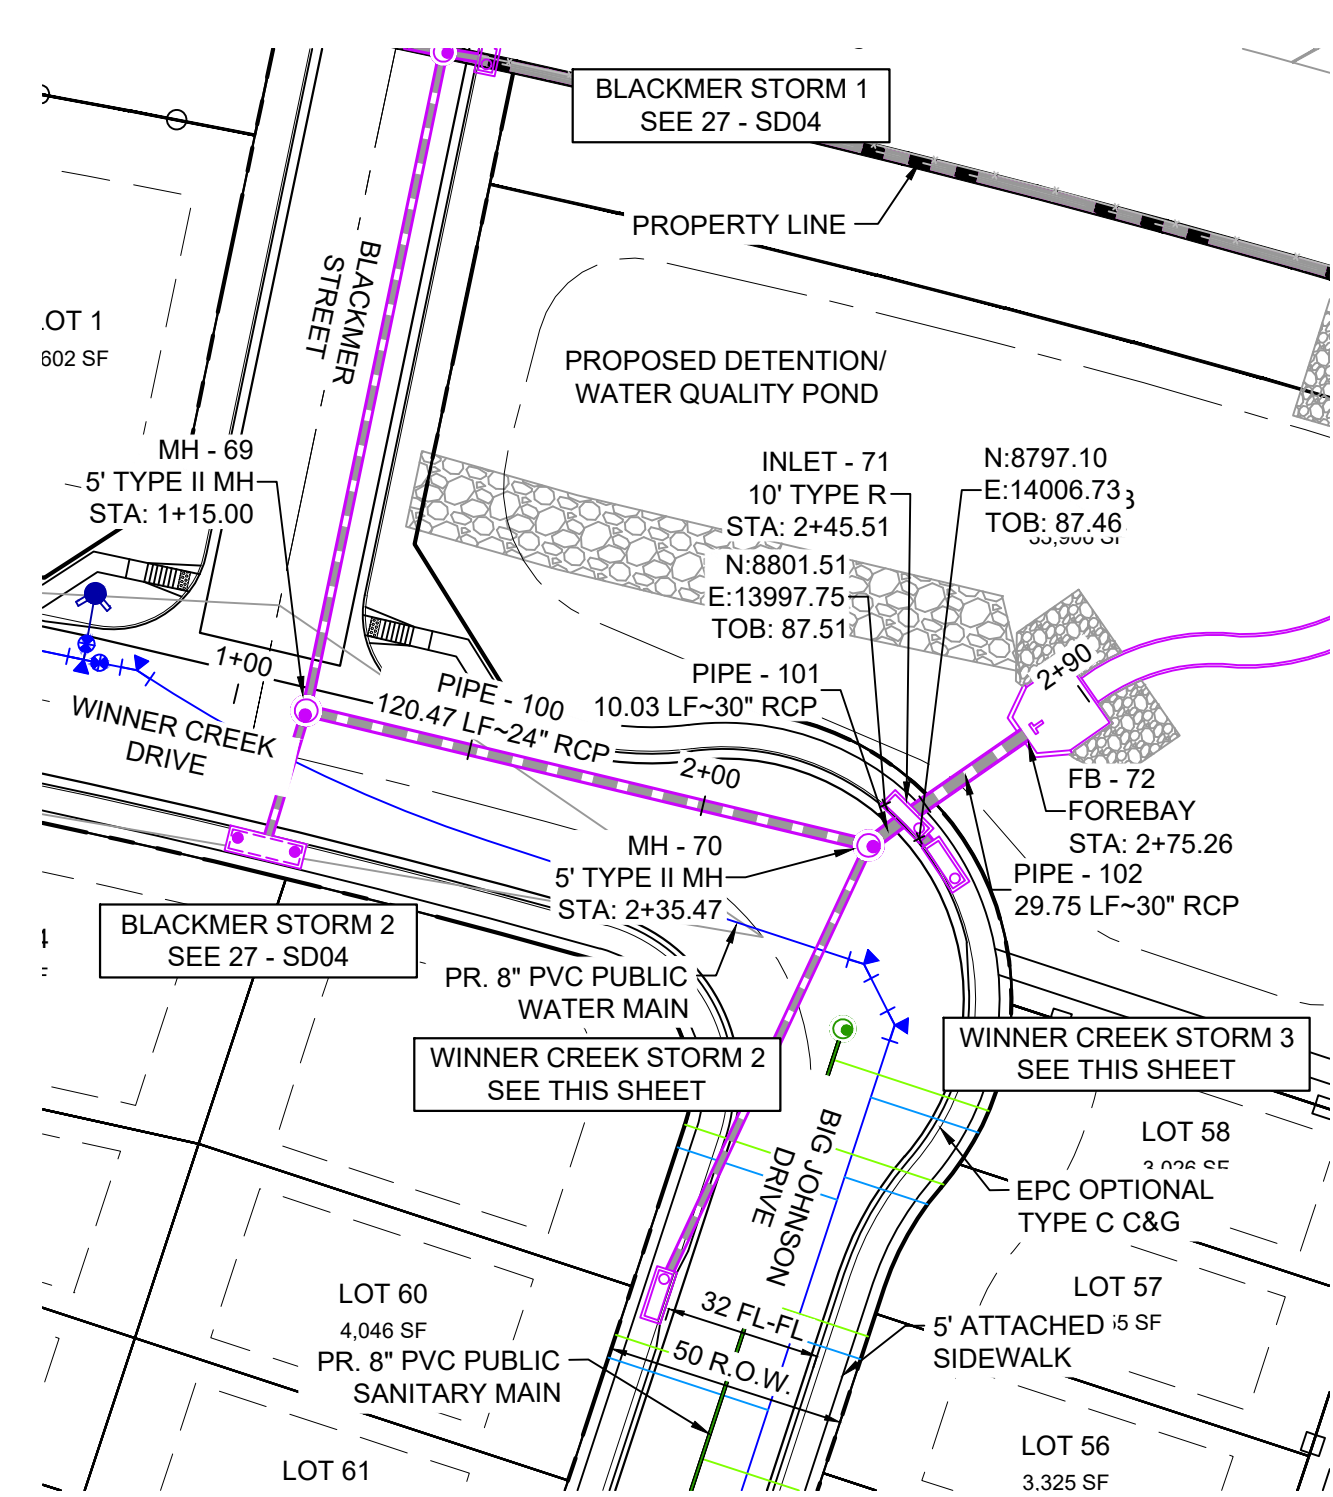 BLACKMER STORM 1
SEE 27 - SD04
PROPERTY LINE
BLACKMER
STREET
LOT 1
602 SF
PROPOSED DETENTION/
WATER QUALITY POND
MH - 69
5' TYPE II MH
STA: 1+15.00
INLET - 71
10' TYPE R
STA: 2+45.51
N:8797.10
E:14006.73
TOB: 87.46
N:8801.51
E:13997.75
TOB: 87.51
1+00
PIPE - 100
120.47 LF~24" RCP
PIPE - 101
10.03 LF~30" RCP
2+90
WINNER CREEK
DRIVE
2+00
FB - 72
FOREBAY
STA: 2+75.26
MH - 70
5' TYPE II MH
STA: 2+35.47
PIPE - 102
29.75 LF~30" RCP
BLACKMER STORM 2
SEE 27 - SD04
PR. 8" PVC PUBLIC
WATER MAIN
WINNER CREEK STORM 2
SEE THIS SHEET
WINNER CREEK STORM 3
SEE THIS SHEET
BIG JOHNSON
DRIVE
LOT 58
3,026 SF
EPC OPTIONAL
TYPE C C&G
LOT 60
4,046 SF
LOT 57
5 SF
32 FL-FL
50 R.O.W.
5' ATTACHED
SIDEWALK
PR. 8" PVC PUBLIC
SANITARY MAIN
LOT 61
LOT 56
3,325 SF